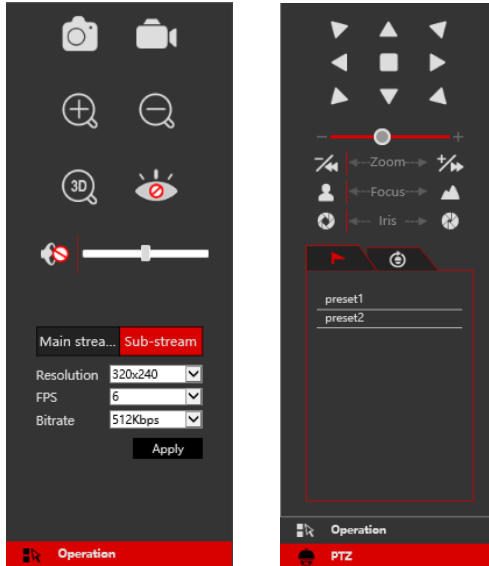 3D
Main strea... Sub-stream
Resolution 320x240
FPS 6
Bitrate 512Kbps
Apply
Operation
− +
−/ Zoom +/
Focus
Iris
preset1
preset2
Operation
PTZ